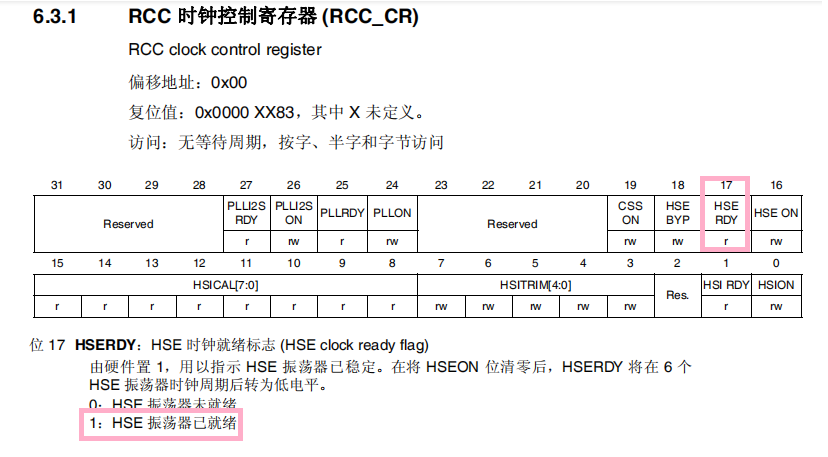 6.3.1 RCC 时钟控制寄存器 (RCC_CR)
RCC clock control register
偏移地址：0x00
复位值：0x0000 XX83，其中 X 未定义。
访问：无等待周期，按字、半字和字节访问
31 30 29 28 27 26 25 24 23 22 21 20 19 18 17 16
Reserved PLLI2S RDY PLLI2S ON PLLRDY PLLON Reserved CSS ON HSE BYP HSE RDY HSE ON
r rw r rw rw rw r rw
15 14 13 12 11 10 9 8 7 6 5 4 3 2 1 0
HSICAL[7:0] HSITRIM[4:0] Res. HSI RDY HSION
r r r r r r r r rw rw rw rw rw r rw
位 17 HSERDY：HSE 时钟就绪标志 (HSE clock ready flag)
由硬件置 1，用以指示 HSE 振荡器已稳定。在将 HSEON 位清零后，HSERDY 将在 6 个
HSE 振荡器时钟周期后转为低电平。
0：HSE 振荡器未就绪
1：HSE 振荡器已就绪